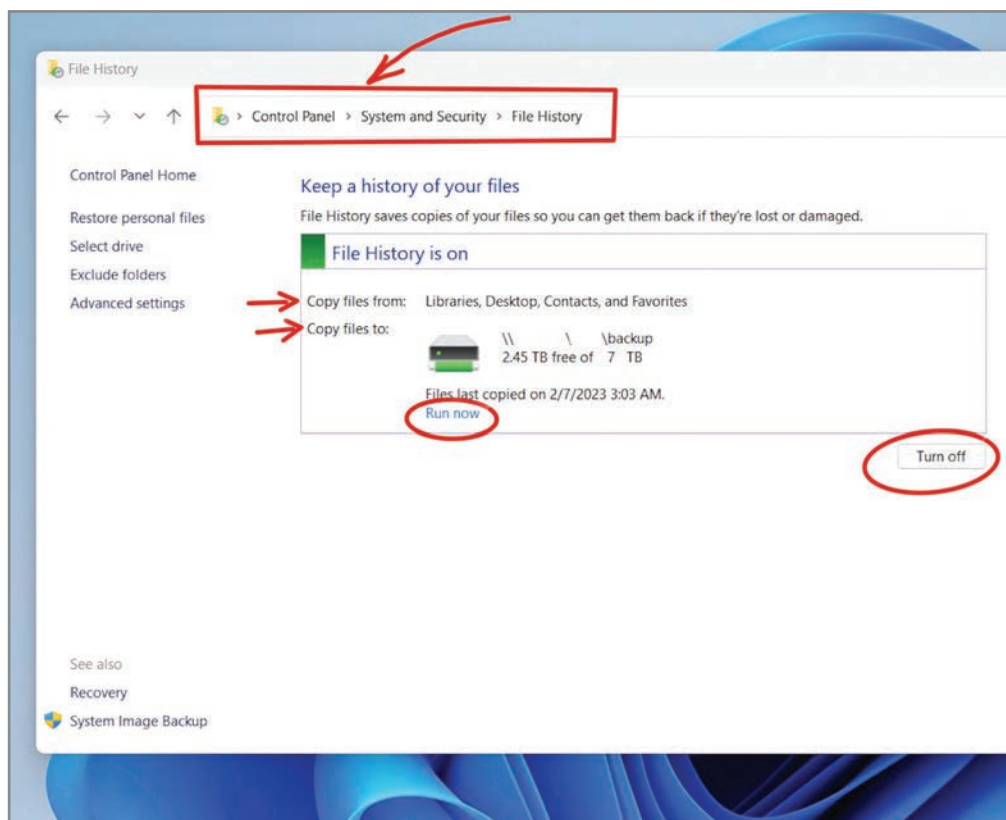 File History
Control Panel > System and Security > File History
Control Panel Home
Restore personal files
Select drive
Exclude folders
Advanced settings
Keep a history of your files
File History saves copies of your files so you can get them back if they're lost or damaged.
File History is on
Copy files from: Libraries, Desktop, Contacts, and Favorites
Copy files to:
\\ \ \backup
2.45 TB free of 7 TB
Files last copied on 2/7/2023 3:03 AM.
Run now
Turn off
See also
Recovery
System Image Backup